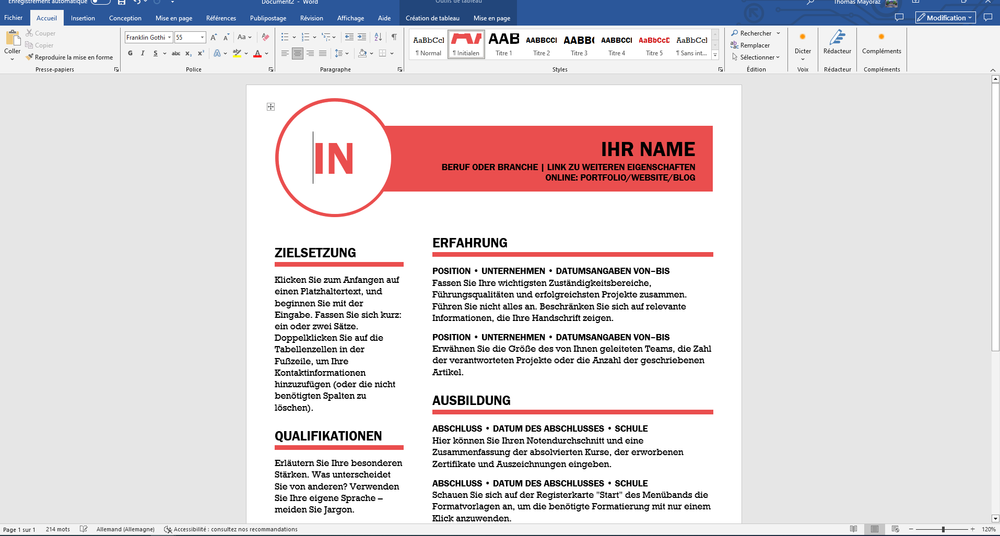 Enregistrement automatique
Document2 - Word
Outils de tableau
Thomas Mayoraz
Fichier
Accueil
Insertion
Conception
Mise en page
Références
Publipostage
Révision
Affichage
Aide
Création de tableau
Mise en page
Modification
Coller
Couper
Copier
Reproduire la mise en forme
Presse-papiers
Franklin Gothi
55
Aa
G I S abc x₂ x²
Police
Paragraphe
AaBbCcI
¶ Normal
¶ Initialen
AAB
Titre 1
AABBCCI
Titre 2
AABBC
Titre 3
AABBCCI
Titre 4
AaBbCcD
Titre 5
AaBbCcI
¶ Sans int...
Styles
Rechercher
Remplacer
Sélectionner
Édition
Dicter
Voix
Rédacteur
Rédacteur
Compléments
Compléments
IN
IHR NAME
BERUF ODER BRANCHE | LINK ZU WEITEREN EIGENSCHAFTEN
ONLINE: PORTFOLIO/WEBSITE/BLOG
ZIELSETZUNG
Klicken Sie zum Anfangen auf
einen Platzhaltertext, und
beginnen Sie mit der
Eingabe. Fassen Sie sich kurz:
ein oder zwei Sätze.
Doppelklicken Sie auf die
Tabellenzellen in der
Fußzeile, um Ihre
Kontaktinformationen
hinzuzufügen (oder die nicht
benötigten Spalten zu
löschen).
QUALIFIKATIONEN
Erläutern Sie Ihre besonderen
Stärken. Was unterscheidet
Sie von anderen? Verwenden
Sie Ihre eigene Sprache –
meiden Sie Jargon.
ERFAHRUNG
POSITION • UNTERNEHMEN • DATUMSANGABEN VON–BIS
Fassen Sie Ihre wichtigsten Zuständigkeitsbereiche,
Führungsqualitäten und erfolgreichsten Projekte zusammen.
Führen Sie nicht alles an. Beschränken Sie sich auf relevante
Informationen, die Ihre Handschrift zeigen.
POSITION • UNTERNEHMEN • DATUMSANGABEN VON–BIS
Erwähnen Sie die Größe des von Ihnen geleiteten Teams, die Zahl
der verantworteten Projekte oder die Anzahl der geschriebenen
Artikel.
AUSBILDUNG
ABSCHLUSS • DATUM DES ABSCHLUSSES • SCHULE
Hier können Sie Ihren Notendurchschnitt und eine
Zusammenfassung der absolvierten Kurse, der erworbenen
Zertifikate und Auszeichnungen eingeben.
ABSCHLUSS • DATUM DES ABSCHLUSSES • SCHULE
Schauen Sie sich auf der Registerkarte "Start" des Menübands die
Formatvorlagen an, um die benötigte Formatierung mit nur einem
Klick anzuwenden.
Page 1 sur 1
214 mots
Allemand (Allemagne)
Accessibilité : consultez nos recommandations
120%